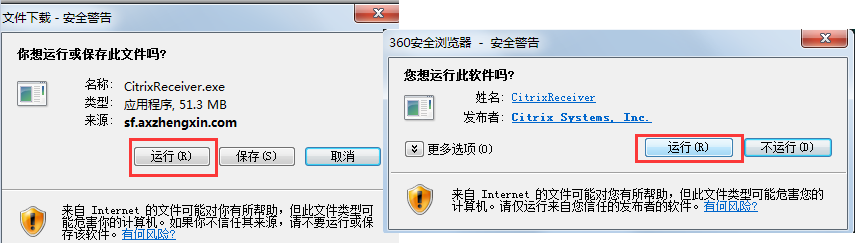 文件下载 - 安全警告
你想运行或保存此文件吗?
名称: CitrixReceiver.exe
类型: 应用程序, 51.3 MB
来源: sf.axzhengxin.com
运行(R) 保存(S) 取消
来自 Internet 的文件可能对你有所帮助，但此文件类型可
能危害你的计算机。如果你不信任其来源，请不要运行或保
存该软件。有何风险?
360安全浏览器 - 安全警告
您想运行此软件吗?
姓名: CitrixReceiver
发布者: Citrix Systems, Inc.
更多选项(O) 运行(R) 不运行(D)
来自 Internet 的文件可能对您有所帮助，但此文件类型可能危害您的
计算机。请仅运行来自您信任的发布者的软件。有何风险?